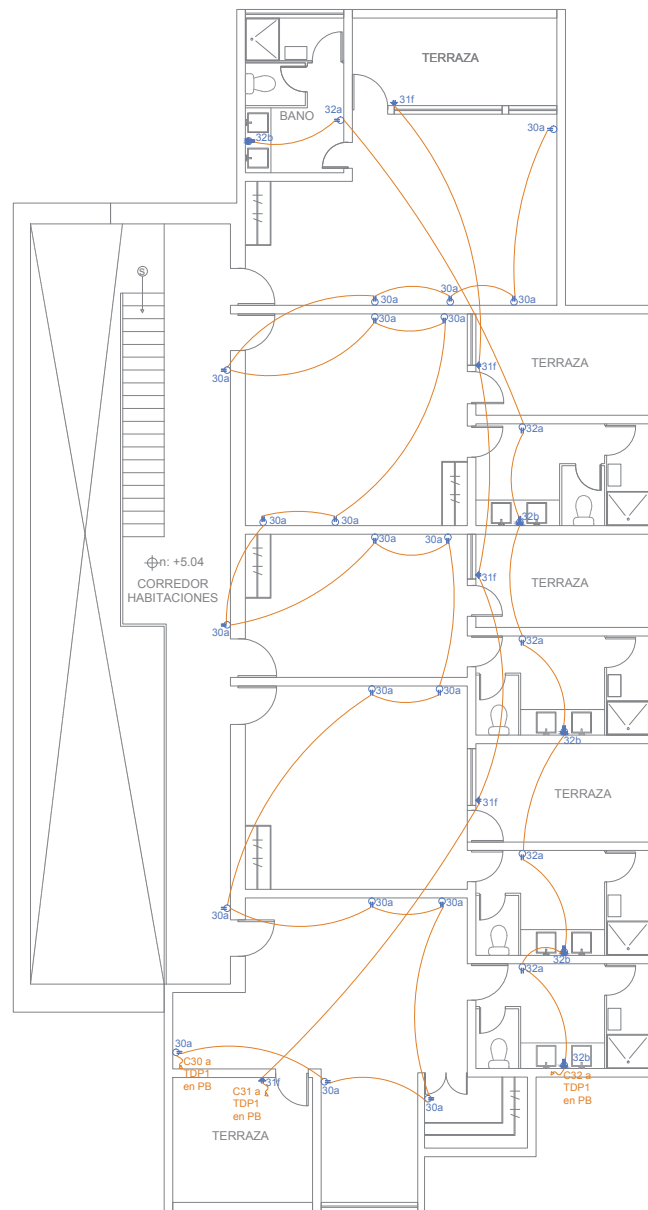 TERRAZA
31f
32a
BANO
30a
32b
S
30a
30a
30a
30a
30a
30a
31f
TERRAZA
32a
30a
30a
32b
30a
30a
n: +5.04
CORREDOR
HABITACIONES
31f
TERRAZA
30a
32a
30a
30a
32b
TERRAZA
31f
32a
30a
30a
30a
32b
32a
30a
C30 a
TDP1
en PB
31f
C31 a
TDP1
en PB
30a
30a
32b
C32 a
TDP1
en PB
TERRAZA